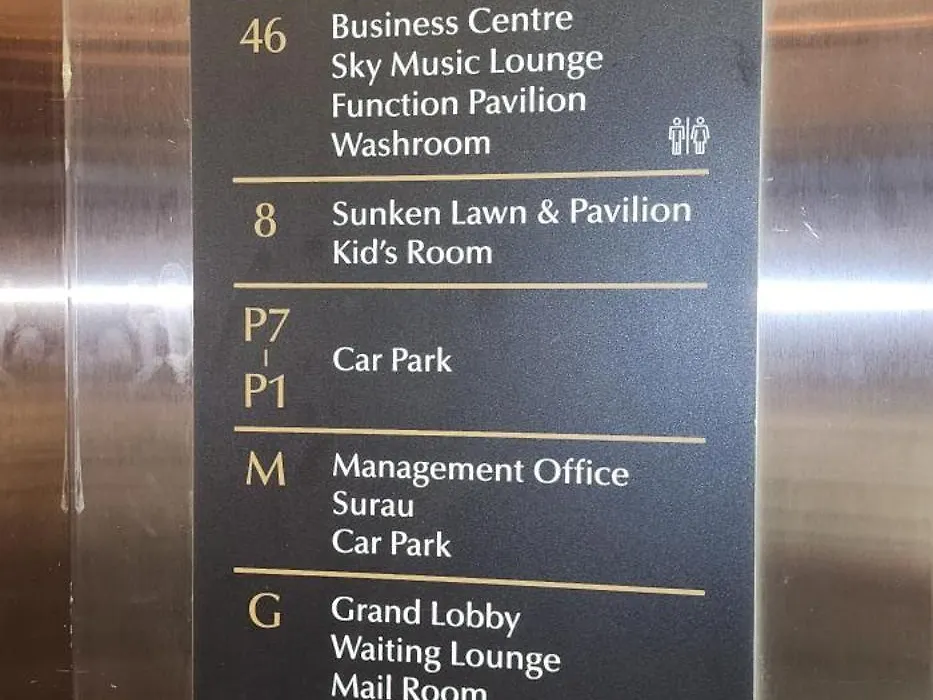 46 Business Centre
Sky Music Lounge
Function Pavilion
Washroom
8 Sunken Lawn & Pavilion
Kid's Room
P7
-
P1
Car Park
M Management Office
Surau
Car Park
G Grand Lobby
Waiting Lounge
Mail Room